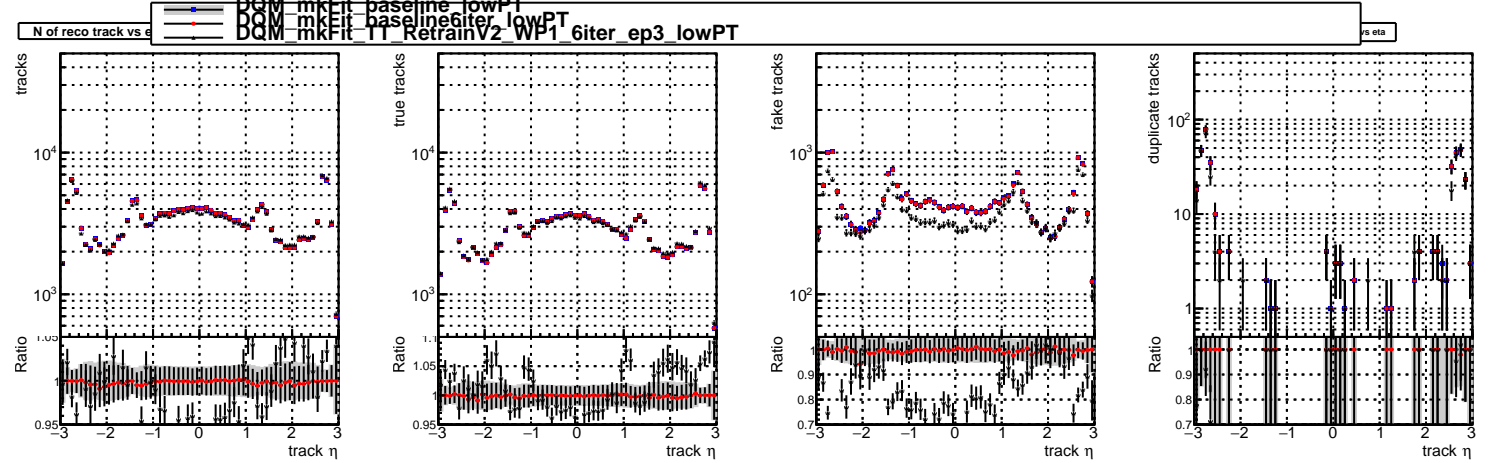 DQM_mkFit_baseline_lowPT
DQM_mkFit_baseline6iter_lowPT
DQM_mkFit_TT_RetrainV2_WP1_6iter_ep3_lowPT
N of reco track vs e
vs eta
tracks
10⁴
10³
Ratio
1.05
1
0.95
−3 −2 −1 0 1 2 3
track η
true tracks
10⁴
10³
Ratio
1.1
1.05
1
0.95
−3 −2 −1 0 1 2 3
track η
fake tracks
10³
10²
Ratio
1
0.9
0.8
0.7
−3 −2 −1 0 1 2 3
track η
duplicate tracks
10²
10
1
Ratio
1
0.9
0.8
0.7
−3 −2 −1 0 1 2 3
track η